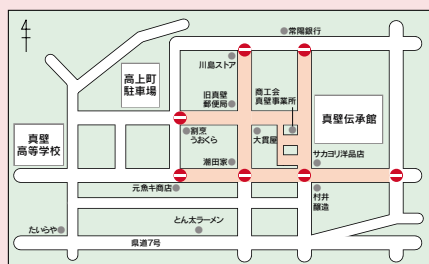 4
常陽銀行
川島ストア
高上町
駐車場
旧真壁
郵便局
商工会
真壁事業所
真壁伝承館
真壁
高等学校
割烹
うおくら
大貫屋
サカヨリ洋品店
潮田家
元魚キ商店
村井
醸造
とん太ラーメン
たいらや
県道7号